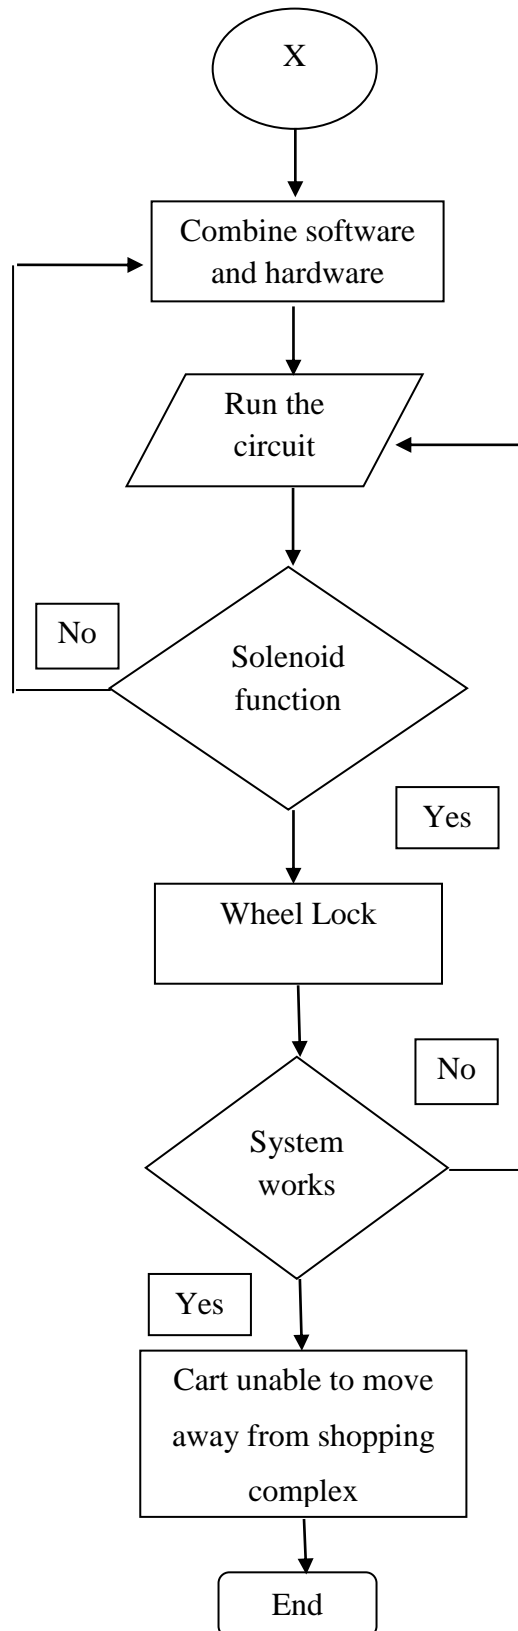 X
Combine software
and hardware
Run the
circuit
No
Solenoid
function
Yes
Wheel Lock
No
System
works
Yes
Cart unable to move
away from shopping
complex
End